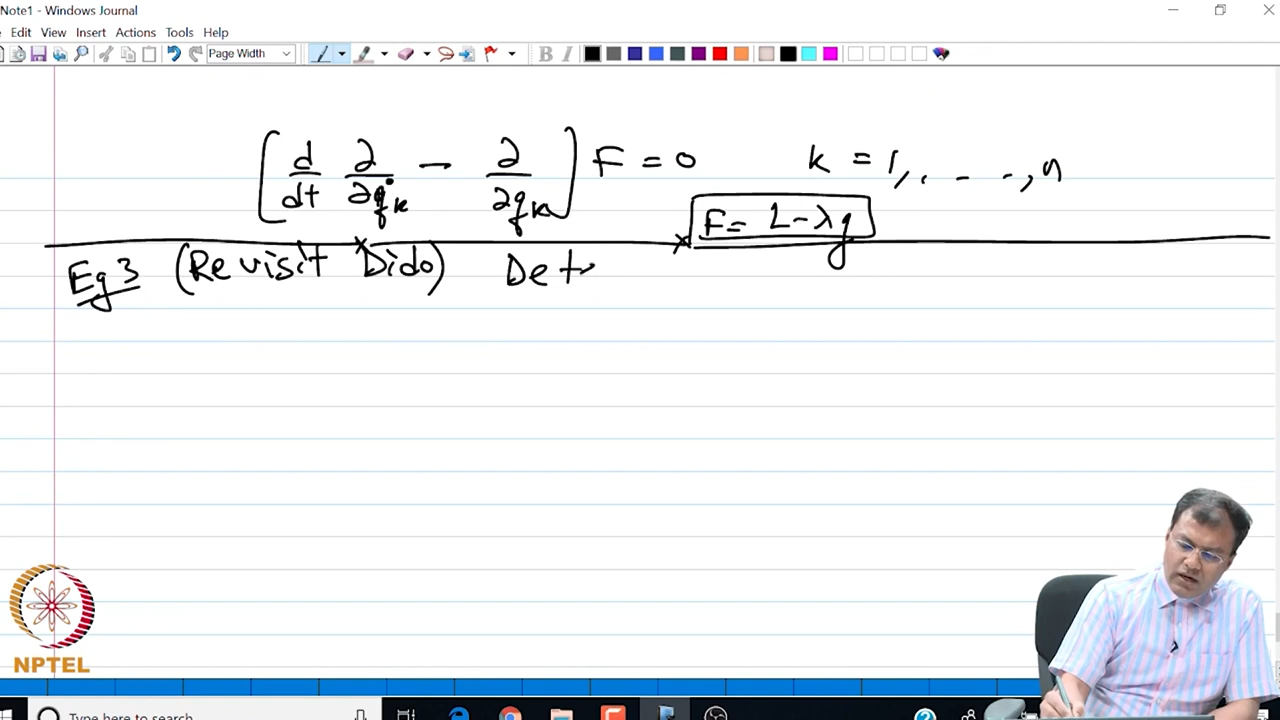 Note1 - Windows Journal
Edit View Insert Actions Tools Help
Page Width B I
[d/dt ∂/∂q̇k - ∂/∂qk] F = 0 k = 1, . - - ., n
F = L - λg
Eg 3 (Revisit Dido) Det
NPTEL
Type here to search